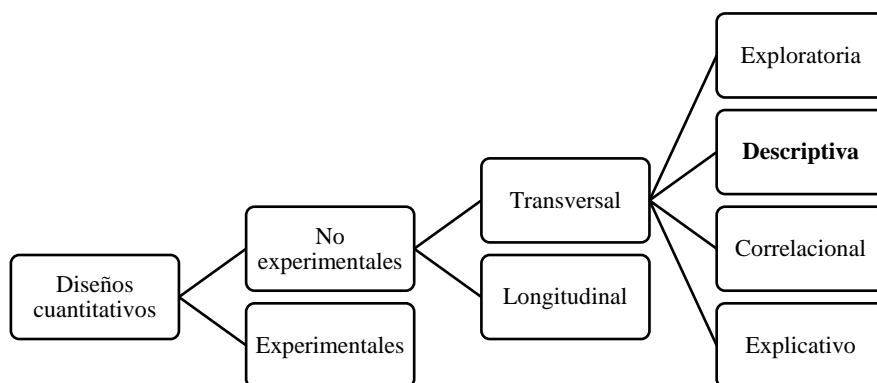 Diseños
cuantitativos
No
experimentales
Experimentales
Transversal
Longitudinal
Exploratoria
Descriptiva
Correlacional
Explicativo